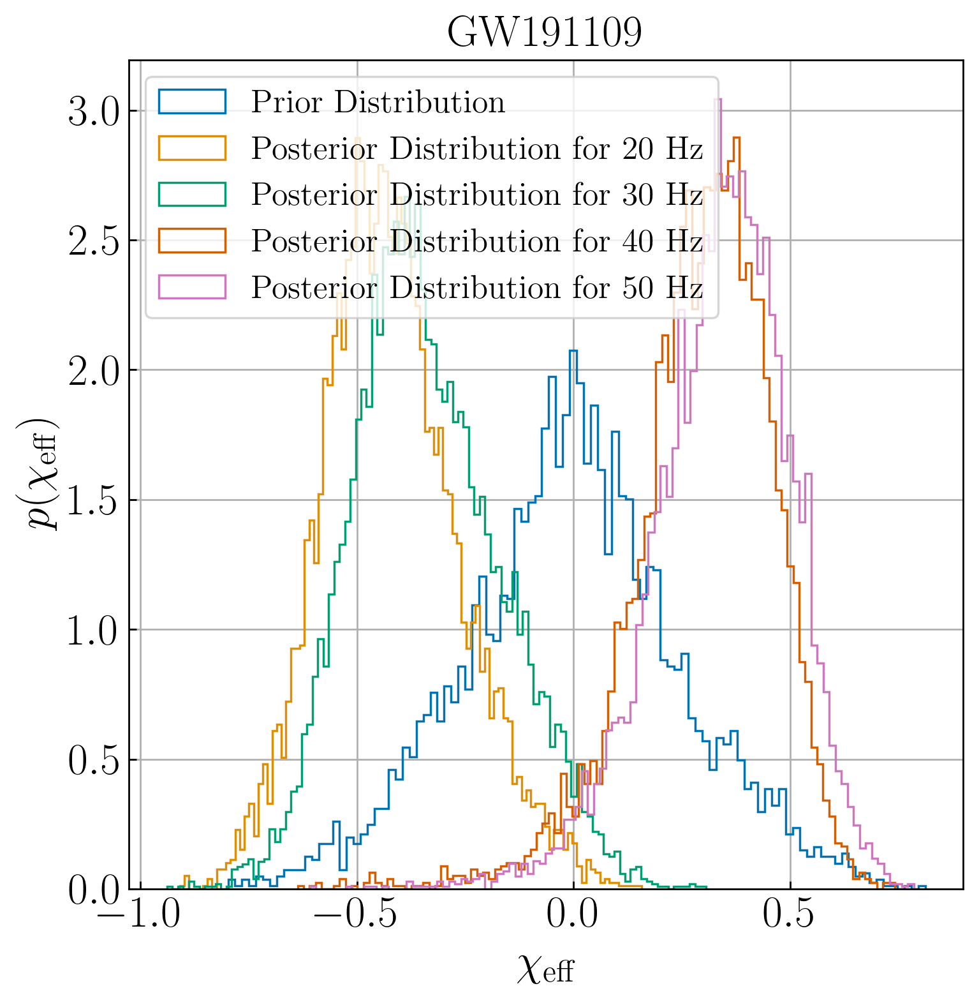 GW191109
Prior Distribution
Posterior Distribution for 20 Hz
Posterior Distribution for 30 Hz
Posterior Distribution for 40 Hz
Posterior Distribution for 50 Hz
3.0
2.5
2.0
1.5
1.0
0.5
0.0
p(χeff)
−1.0 −0.5 0.0 0.5
χeff